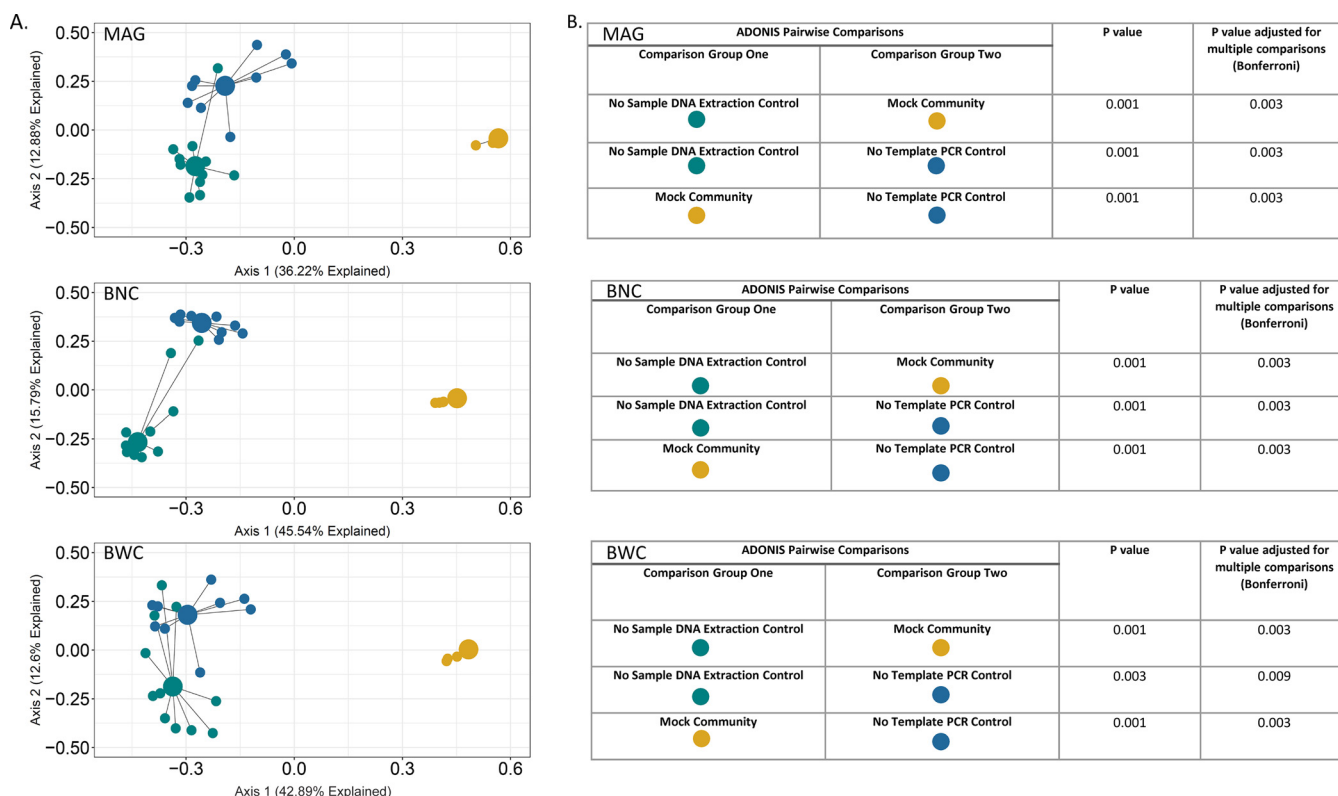 A.
MAG
0.50
0.25
0.00
−0.25
−0.50
Axis 2 (12.88% Explained)
−0.3 0.0 0.3 0.6
Axis 1 (36.22% Explained)
BNC
0.50
0.25
0.00
−0.25
−0.50
Axis 2 (15.79% Explained)
−0.3 0.0 0.3 0.6
Axis 1 (45.54% Explained)
BWC
0.50
0.25
0.00
−0.25
−0.50
Axis 2 (12.6% Explained)
−0.3 0.0 0.3 0.6
Axis 1 (42.89% Explained)
B.
MAG ADONIS Pairwise Comparisons P value P value adjusted for
multiple comparisons
(Bonferroni)
Comparison Group One Comparison Group Two
No Sample DNA Extraction Control Mock Community 0.001 0.003
No Sample DNA Extraction Control No Template PCR Control 0.001 0.003
Mock Community No Template PCR Control 0.001 0.003
BNC ADONIS Pairwise Comparisons P value P value adjusted for
multiple comparisons
(Bonferroni)
Comparison Group One Comparison Group Two
No Sample DNA Extraction Control Mock Community 0.001 0.003
No Sample DNA Extraction Control No Template PCR Control 0.001 0.003
Mock Community No Template PCR Control 0.001 0.003
BWC ADONIS Pairwise Comparisons P value P value adjusted for
multiple comparisons
(Bonferroni)
Comparison Group One Comparison Group Two
No Sample DNA Extraction Control Mock Community 0.001 0.003
No Sample DNA Extraction Control No Template PCR Control 0.003 0.009
Mock Community No Template PCR Control 0.001 0.003